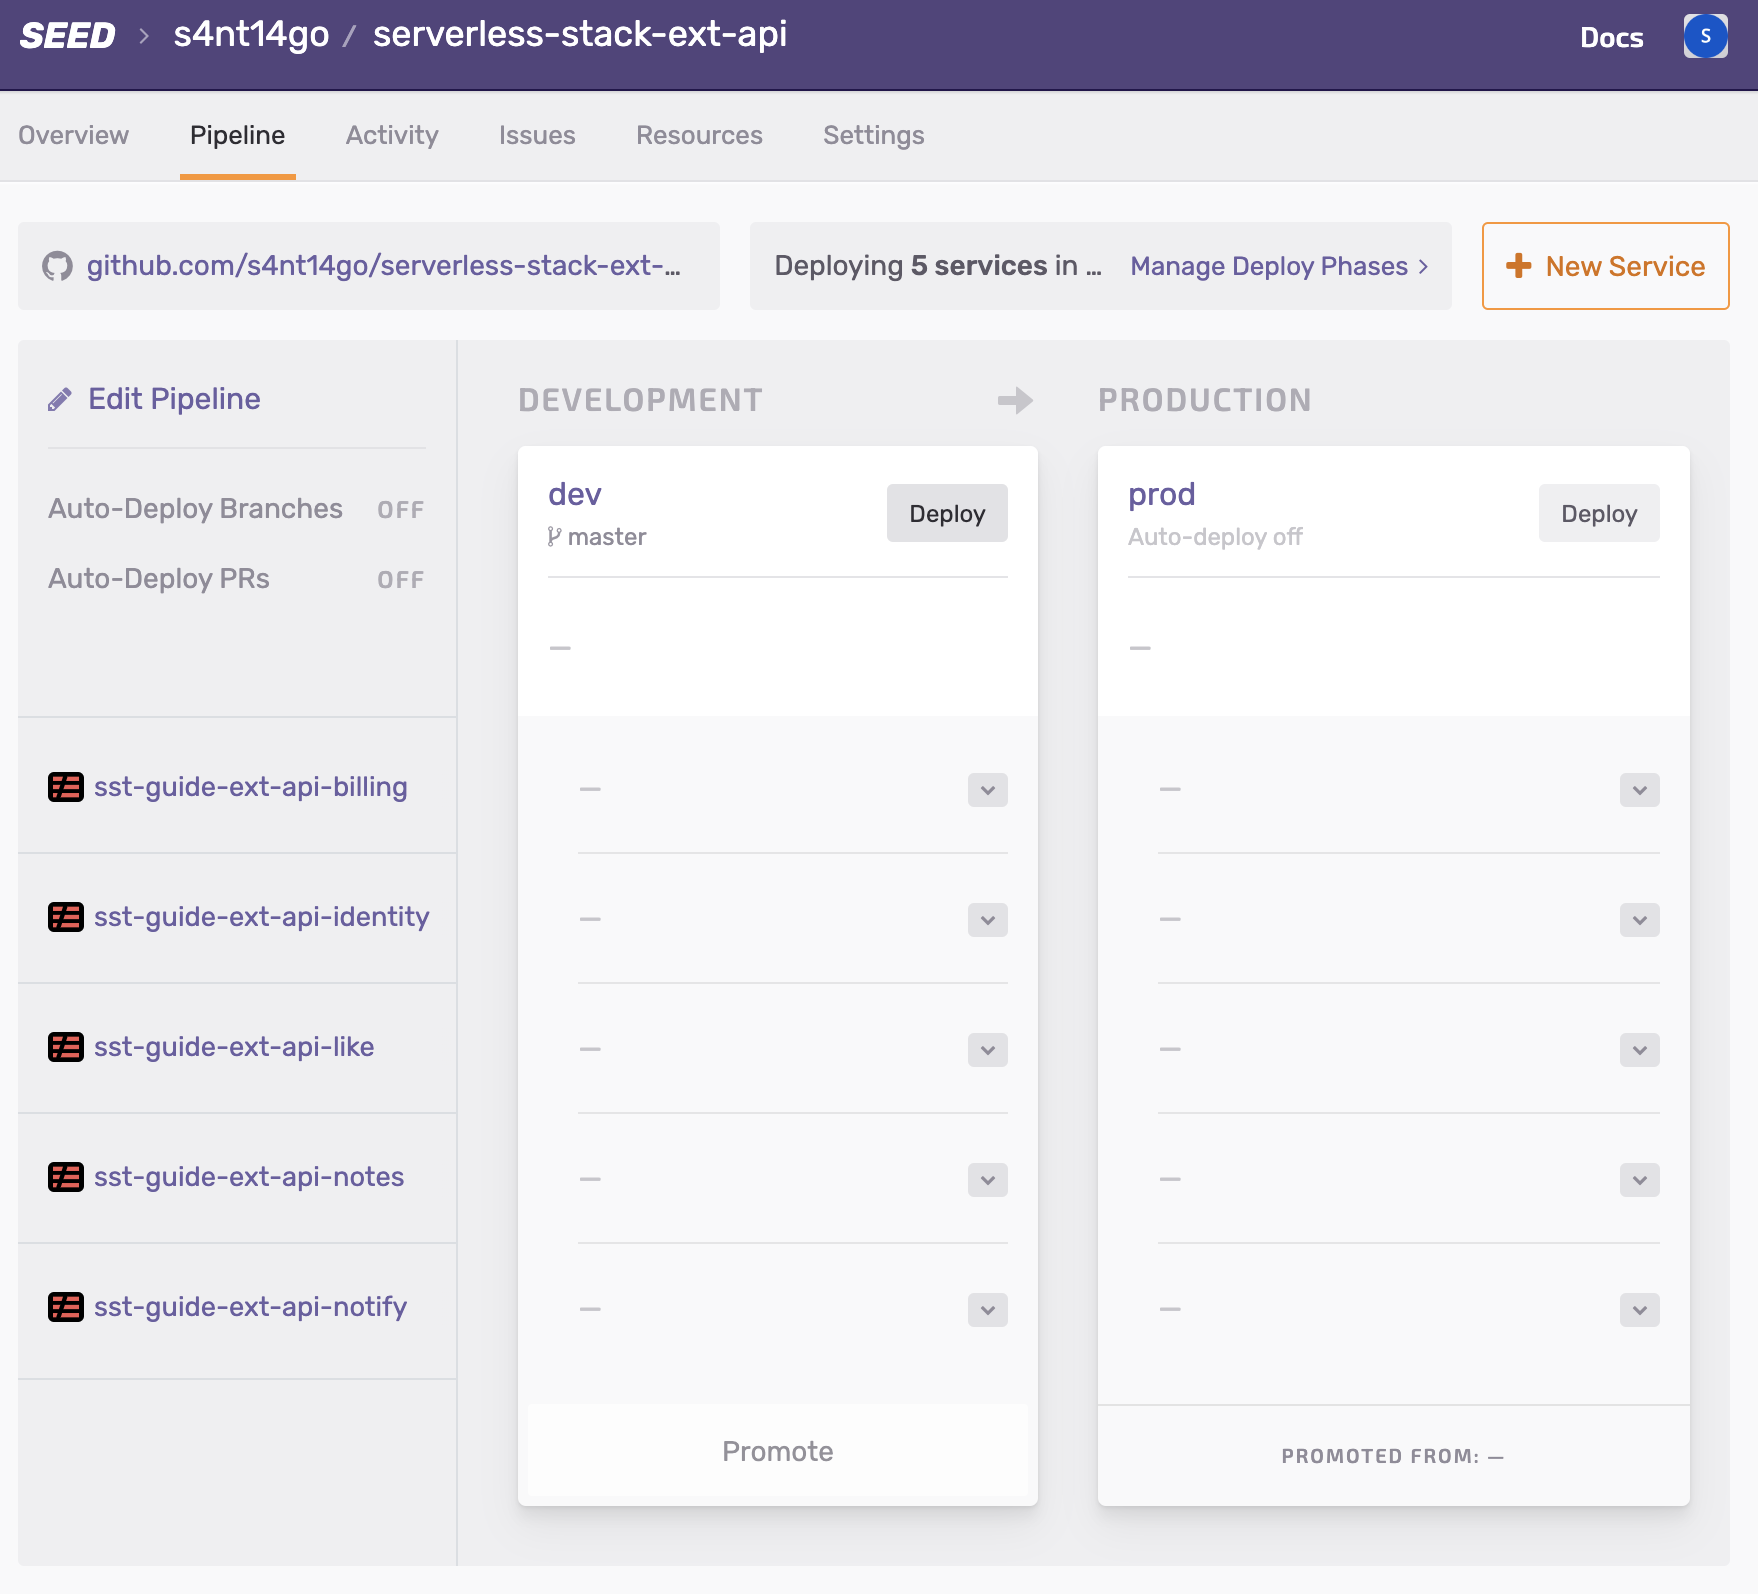 SEED > s4nt14go / serverless-stack-ext-api
Docs
S
Overview Pipeline Activity Issues Resources Settings
github.com/s4nt14go/serverless-stack-ext-...
Deploying 5 services in ...
Manage Deploy Phases >
+ New Service
Edit Pipeline
Auto-Deploy Branches OFF
Auto-Deploy PRs OFF
DEVELOPMENT
PRODUCTION
dev
master
Deploy
—
prod
Auto-deploy off
Deploy
—
sst-guide-ext-api-billing — —
sst-guide-ext-api-identity — —
sst-guide-ext-api-like — —
sst-guide-ext-api-notes — —
sst-guide-ext-api-notify — —
Promote
PROMOTED FROM: —